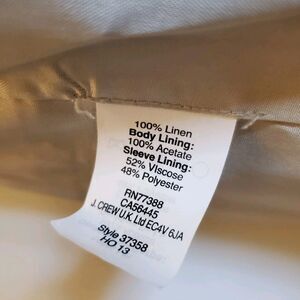 100% Linen
Body Lining:
100% Acetate
Sleeve Lining:
52% Viscose
48% Polyester
RN77388
CA56445
J. CREW U.K. Ltd EC4V 6JA
Style 37358
HO 13